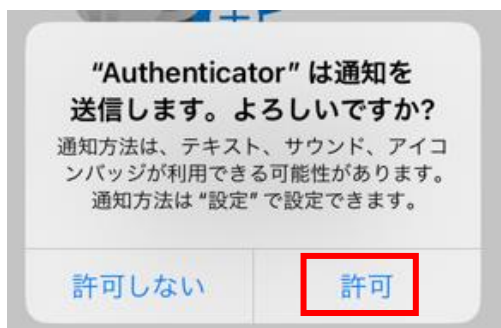 “Authenticator” は通知を
送信します。よろしいですか?
通知方法は、テキスト、サウンド、アイコ
ンバッジが利用できる可能性があります。
通知方法は “設定” で設定できます。
許可しない
許可